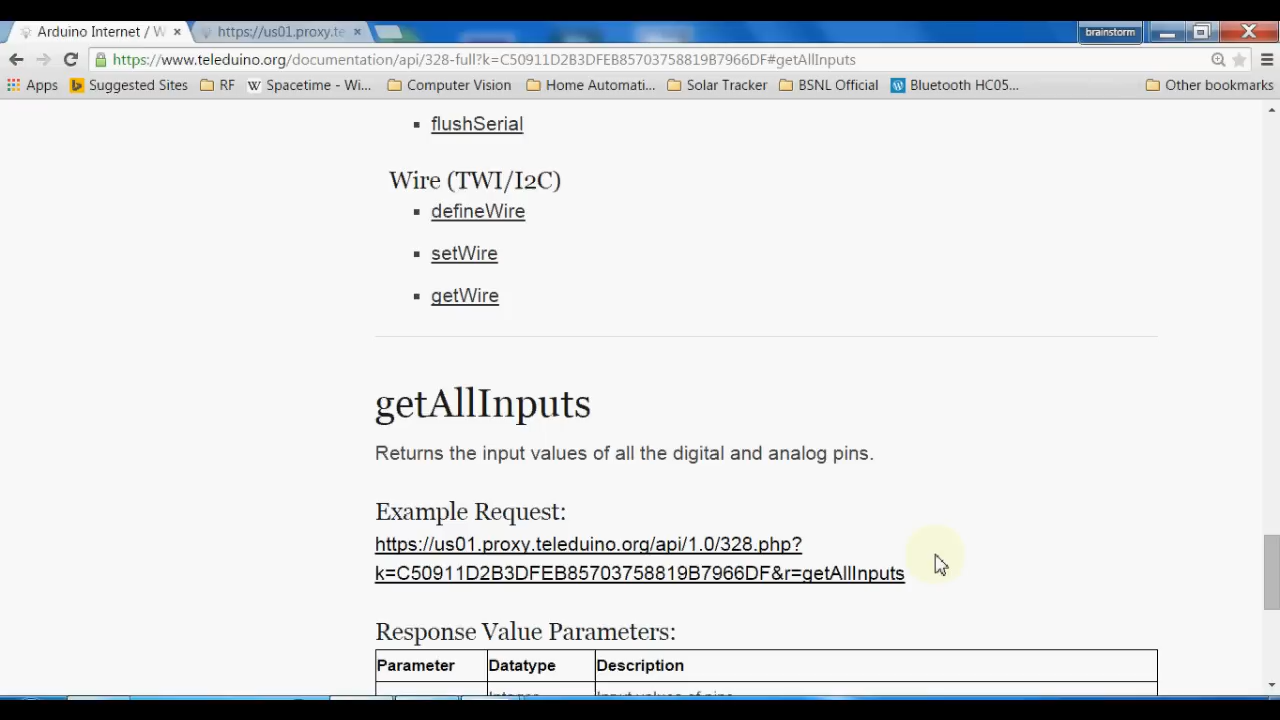 Arduino Internet / W
https://us01.proxy.te
brainstorm
https://www.teleduino.org/documentation/api/328-full?k=C50911D2B3DFEB85703758819B7966DF#getAllInputs
Apps
Suggested Sites
RF
Spacetime - Wi...
Computer Vision
Home Automati...
Solar Tracker
BSNL Official
Bluetooth HC05...
Other bookmarks
flushSerial
Wire (TWI/I2C)
defineWire
setWire
getWire
getAllInputs
Returns the input values of all the digital and analog pins.
Example Request:
https://us01.proxy.teleduino.org/api/1.0/328.php?
k=C50911D2B3DFEB85703758819B7966DF&r=getAllInputs
Response Value Parameters:
Parameter Datatype Description